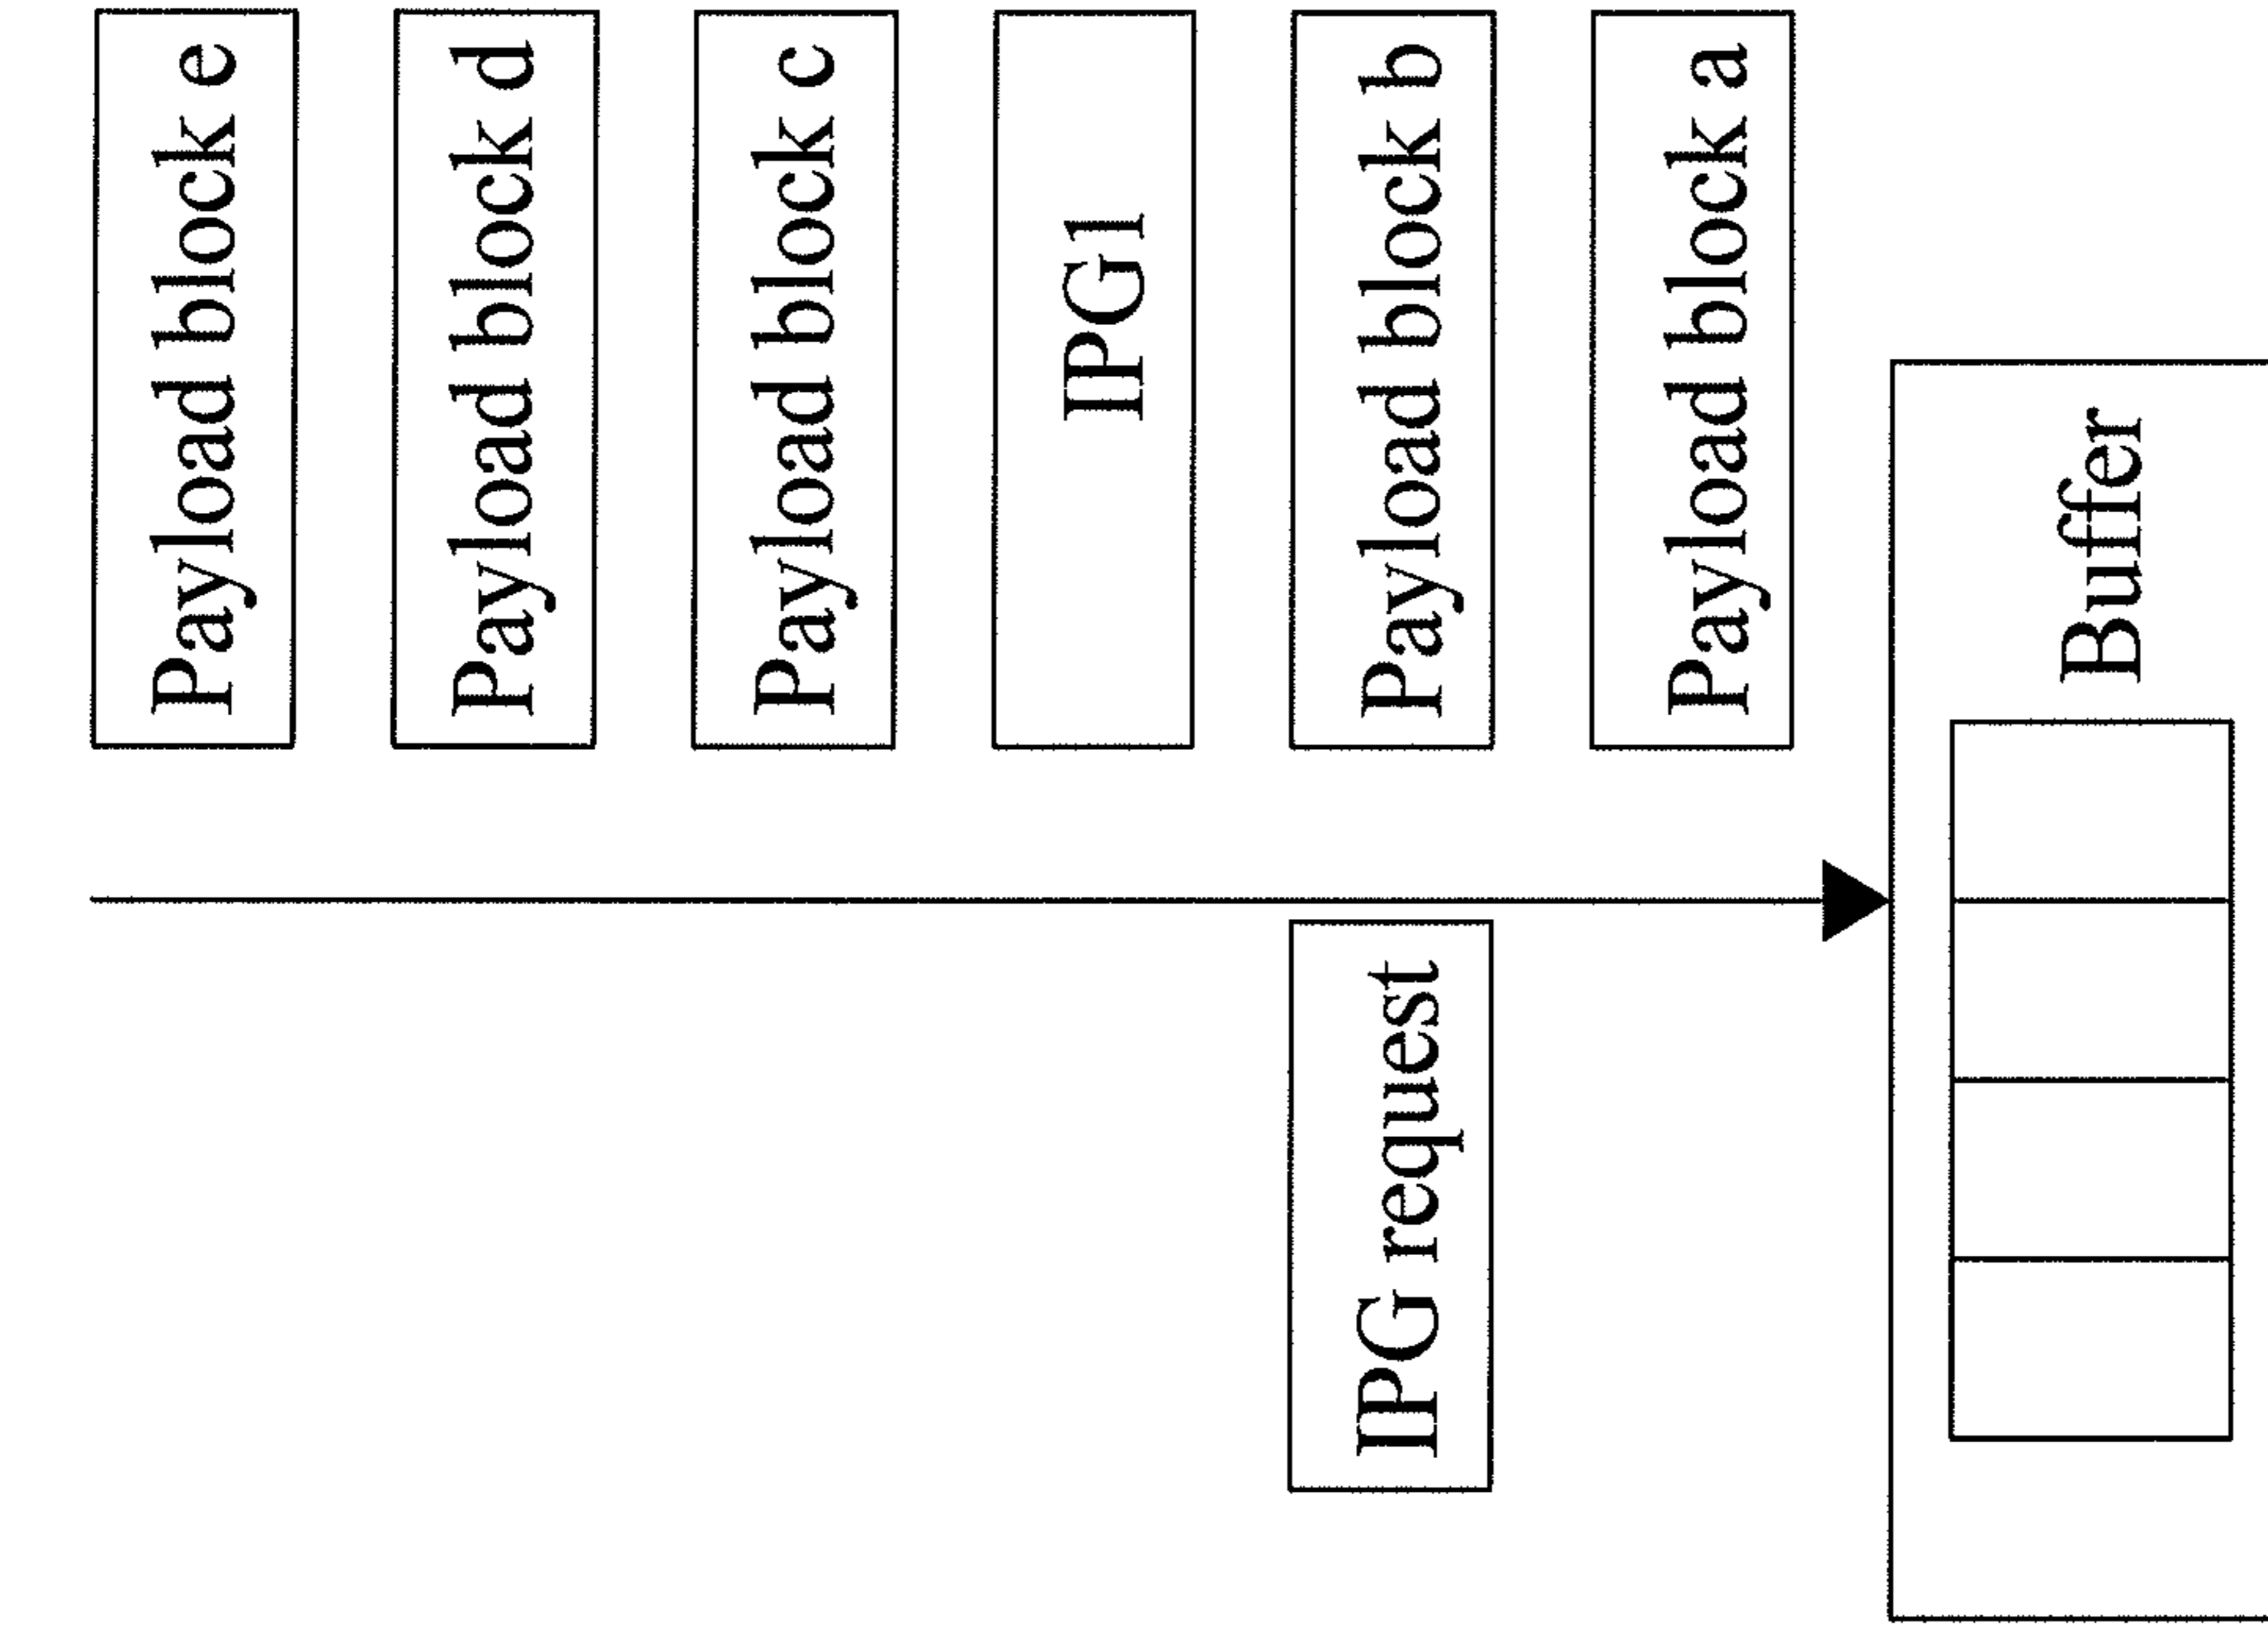 Payload block e
Payload block d
Payload block c
IPG1
Payload block b
Payload block a
IPG request
Buffer